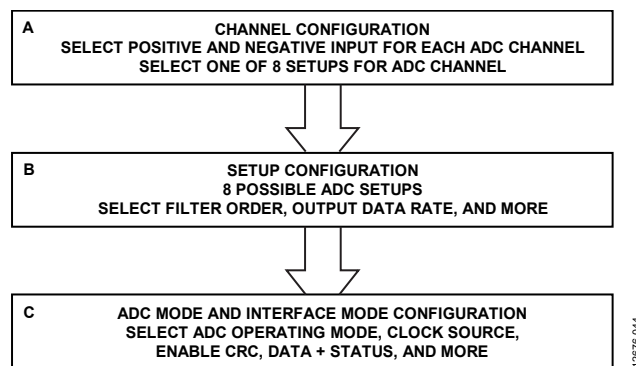 A
CHANNEL CONFIGURATION
SELECT POSITIVE AND NEGATIVE INPUT FOR EACH ADC CHANNEL
SELECT ONE OF 8 SETUPS FOR ADC CHANNEL
B
SETUP CONFIGURATION
8 POSSIBLE ADC SETUPS
SELECT FILTER ORDER, OUTPUT DATA RATE, AND MORE
C
ADC MODE AND INTERFACE MODE CONFIGURATION
SELECT ADC OPERATING MODE, CLOCK SOURCE,
ENABLE CRC, DATA + STATUS, AND MORE